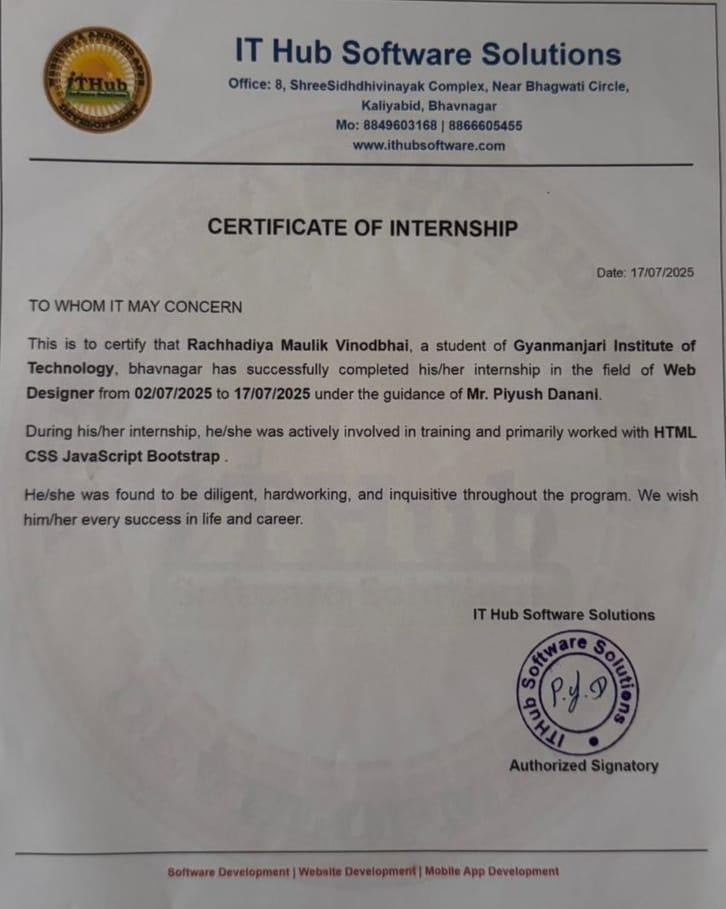 iTHub
Software Solutions
DEVELOPMENT
IT Hub Software Solutions
Office: 8, ShreeSidhdhivinayak Complex, Near Bhagwati Circle,
Kaliyabid, Bhavnagar
Mo: 8849603168 | 8866605455
www.ithubsoftware.com
CERTIFICATE OF INTERNSHIP
Date: 17/07/2025
TO WHOM IT MAY CONCERN
This is to certify that Rachhadiya Maulik Vinodbhai, a student of Gyanmanjari Institute of
Technology, bhavnagar has successfully completed his/her internship in the field of Web
Designer from 02/07/2025 to 17/07/2025 under the guidance of Mr. Piyush Danani.
During his/her internship, he/she was actively involved in training and primarily worked with HTML
CSS JavaScript Bootstrap .
He/she was found to be diligent, hardworking, and inquisitive throughout the program. We wish
him/her every success in life and career.
IT Hub Software Solutions
ITHub Software Solutions
P.y.D
Authorized Signatory
Software Development | Website Development | Mobile App Development